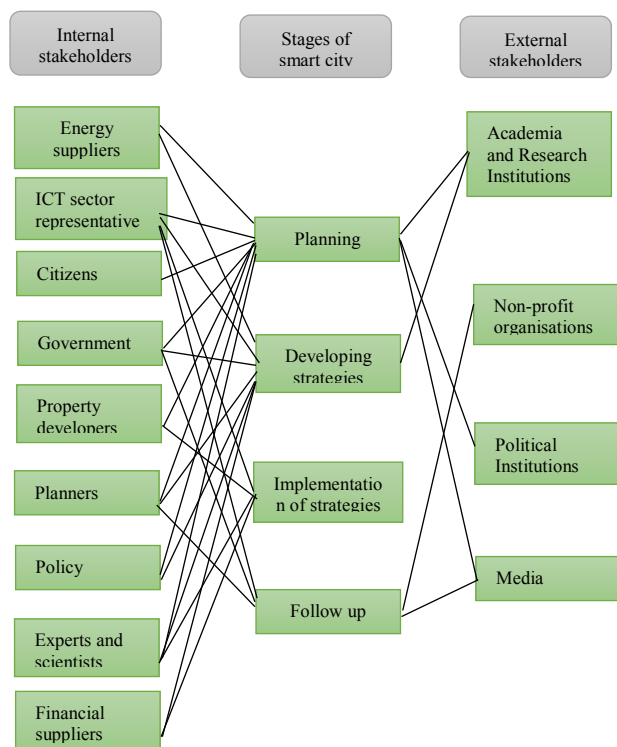 Internal
stakeholders
Stages of
smart city
External
stakeholders
Energy
suppliers
ICT sector
representative
Citizens
Government
Property
developers
Planners
Policy
Experts and
scientists
Financial
suppliers
Planning
Developing
strategies
Implementatio
n of strategies
Follow up
Academia
and Research
Institutions
Non-profit
organisations
Political
Institutions
Media